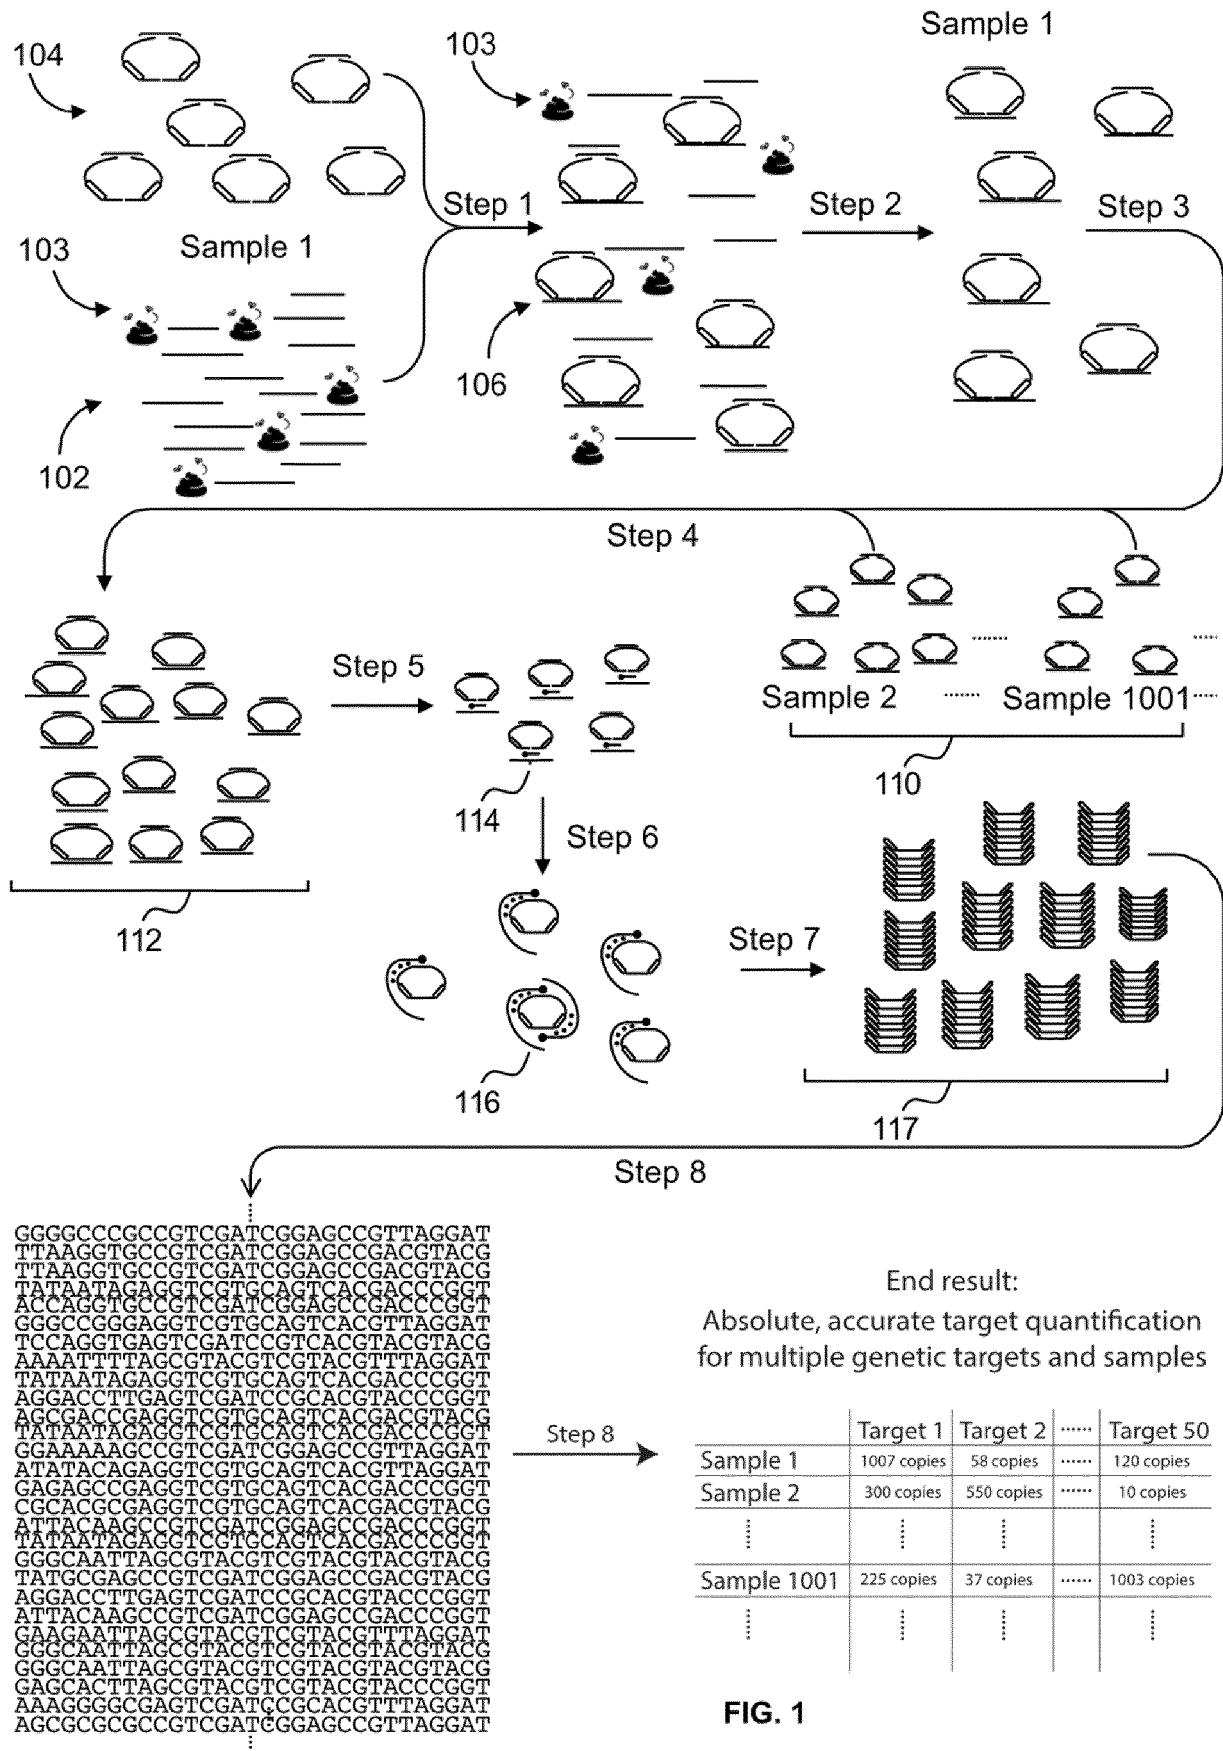 Sample 1
104
103
Step 1
Step 2
Step 3
103
Sample 1
106
102
Step 4
Step 5
Sample 2 ...... Sample 1001 ......
110
114
Step 6
112
Step 7
116
117
Step 8
GGGGCCCGCCGTCGATCGGAGCCGTTAGGAT
TTAAGGTGCCGTCGATCGGAGCCGACGTACG
TTAAGGTGCCGTCGATCGGAGCCGACGTACG
TATAATAGAGGTCGTGCAGTCACGACCCGGT
ACCAGGTGCCGTCGATCGGAGCCGACCCGGT
GGGCCGGGAGGTCGTGCAGTCACGTTAGGAT
TCCAGGTGAGTCGATCCGTCACGTACGTACG
AAAATTTTAGCGTACGTCGTACGTTTAGGAT
TATAATAGAGGTCGTGCAGTCACGACCCGGT
AGGACCTTGAGTCGATCCGCACGTACCCGGT
AGCGACCGAGGTCGTGCAGTCACGACGTACG
TATAATAGAGGTCGTGCAGTCACGACCCGGT
GGAAAAAGCCGTCGATCGGAGCCGTTAGGAT
ATATACAGAGGTCGTGCAGTCACGTTAGGAT
GAGAGCCGAGGTCGTGCAGTCACGACCCGGT
CGCACGCGAGGTCGTGCAGTCACGACGTACG
ATTACAAGCCGTCGATCGGAGCCGACCCGGT
TATAATAGAGGTCGTGCAGTCACGACCCGGT
GGGCAATTAGCGTACGTCGTACGTACGTACG
TATGCGAGCCGTCGATCGGAGCCGACGTACG
AGGACCTTGAGTCGATCCGCACGTACCCGGT
ATTACAAGCCGTCGATCGGAGCCGACCCGGT
GAAGAATTAGCGTACGTCGTACGTTTAGGAT
GGGCAATTAGCGTACGTCGTACGTACGTACG
GGGCAATTAGCGTACGTCGTACGTACGTACG
GAGCACTTAGCGTACGTCGTACGTACCCGGT
AAAGGGGCGAGTCGATCCGCACGTTTAGGAT
AGCGCGCGCCGTCGATCGGAGCCGTTAGGAT
Step 8
End result:
Absolute, accurate target quantification
for multiple genetic targets and samples
Target 1 Target 2 ...... Target 50
Sample 1 1007 copies 58 copies ...... 120 copies
Sample 2 300 copies 550 copies ...... 10 copies
Sample 1001 225 copies 37 copies ...... 1003 copies
FIG. 1